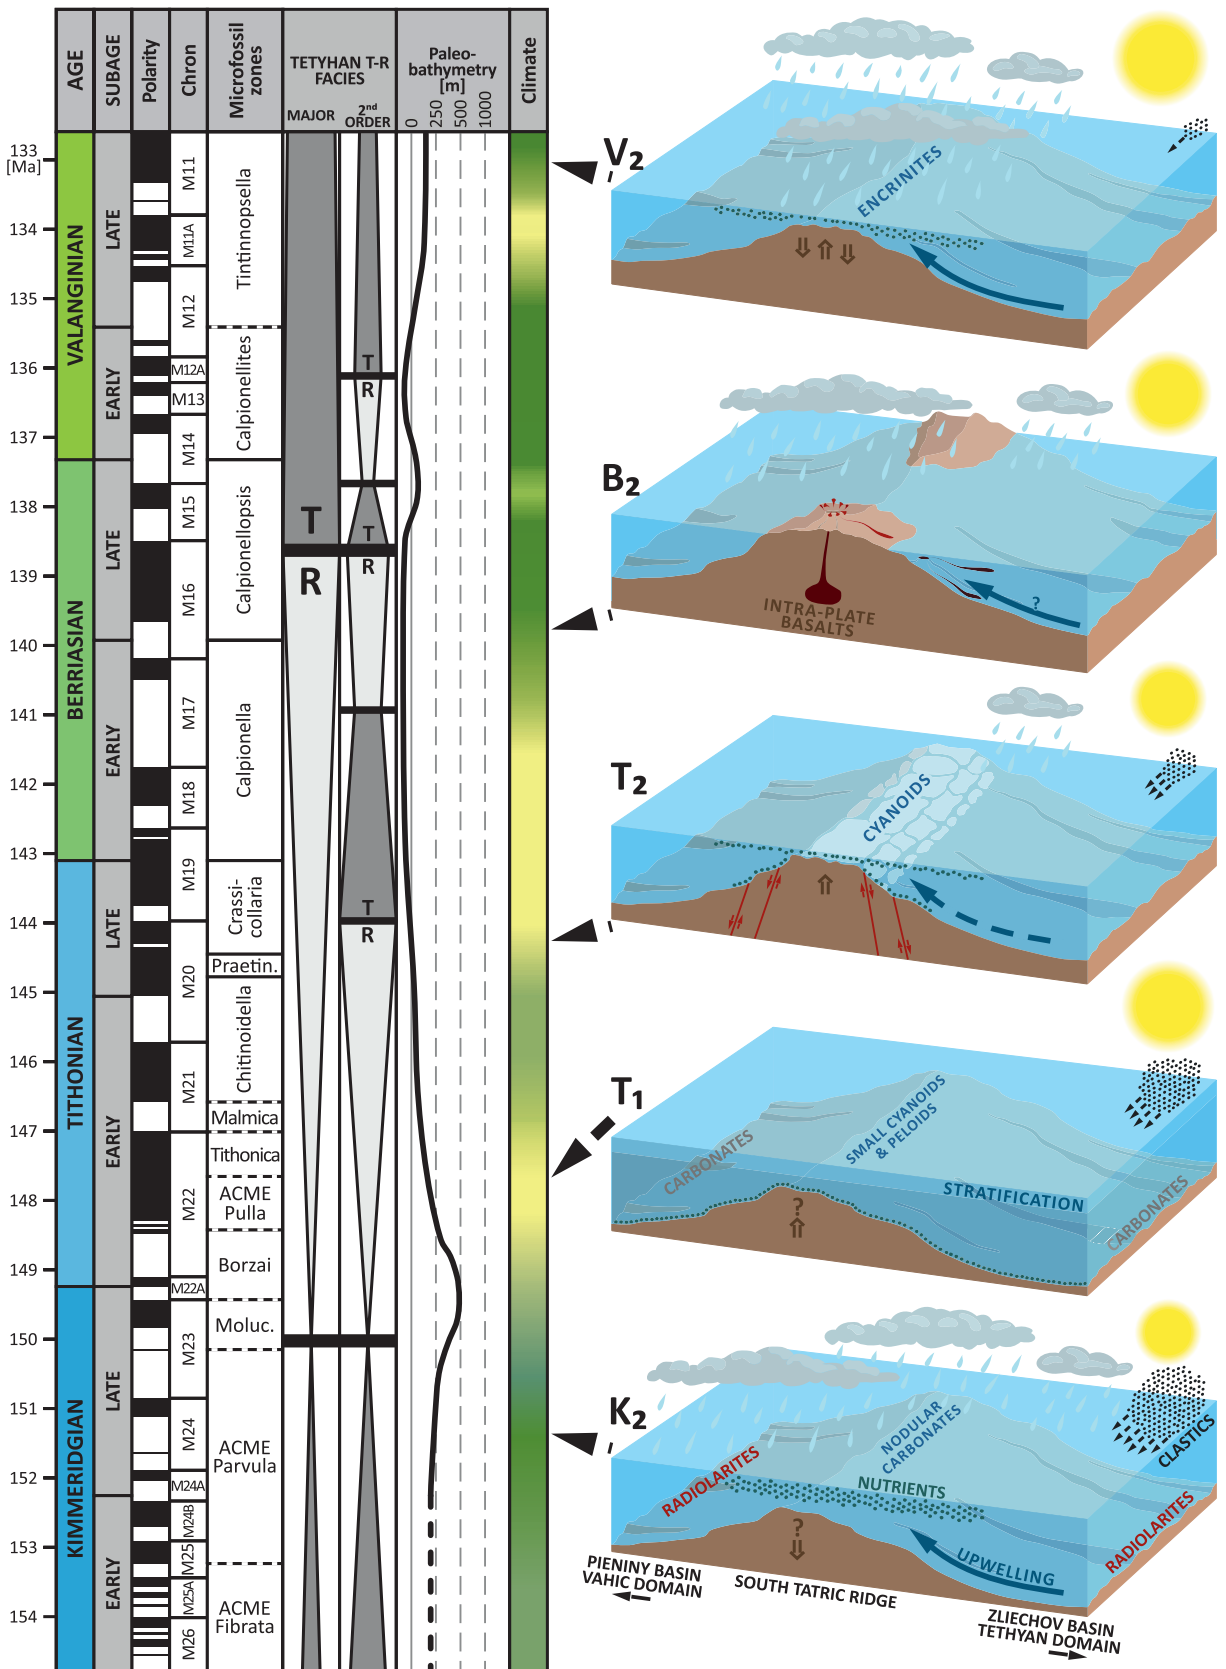 AGE
SUBAGE
Polarity
Chron
Microfossil
zones
TETYHAN T-R
FACIES
MAJOR
2nd
ORDER
Paleo-
bathymetry
[m]
0
250
500
1000
Climate
133
[Ma]
134
135
136
137
138
139
140
141
142
143
144
145
146
147
148
149
150
151
152
153
154
VALANGINIAN
BERRIASIAN
TITHONIAN
KIMMERIDGIAN
LATE
EARLY
LATE
EARLY
LATE
EARLY
LATE
EARLY
M11
M11A
M12
M12A
M13
M14
M15
M16
M17
M18
M19
M20
M21
M22
M22A
M23
M24
M24A
M24B
M25
M25A
M26
Tintinnopsella
Calpionellites
Calpionellopsis
Calpionella
Crassi-
collaria
Praetin.
Chitinoidella
Malmica
Tithonica
ACME
Pulla
Borzai
Moluc.
ACME
Parvula
ACME
Fibrata
T
R
T
R
T
R
T
R
V2
ENCRINITES
B2
INTRA-PLATE
BASALTS
?
T2
CYANOIDS
T1
CARBONATES
SMALL CYANOIDS
& PELOIDS
STRATIFICATION
CARBONATES
?
K2
RADIOLARITES
NODULAR
CARBONATES
NUTRIENTS
CLASTICS
RADIOLARITES
?
UPWELLING
PIENINY BASIN
VAHIC DOMAIN
SOUTH TATRIC RIDGE
ZLIECHOV BASIN
TETHYAN DOMAIN